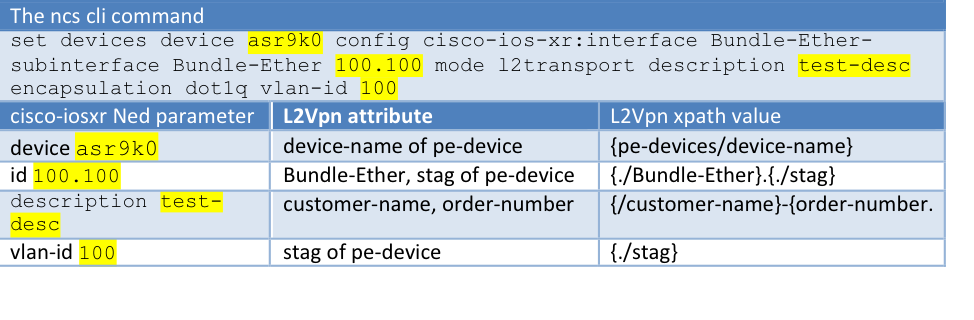 The ncs cli command
set devices device asr9k0 config cisco-ios-xr:interface Bundle-Ether-
subinterface Bundle-Ether 100.100 mode l2transport description test-desc
encapsulation dot1q vlan-id 100
cisco-iosxr Ned parameter L2Vpn attribute L2Vpn xpath value
device asr9k0 device-name of pe-device {pe-devices/device-name}
id 100.100 Bundle-Ether, stag of pe-device {./Bundle-Ether}.{./stag}
description test- customer-name, order-number {/customer-name}-{order-number.
desc
vlan-id 100 stag of pe-device {./stag}